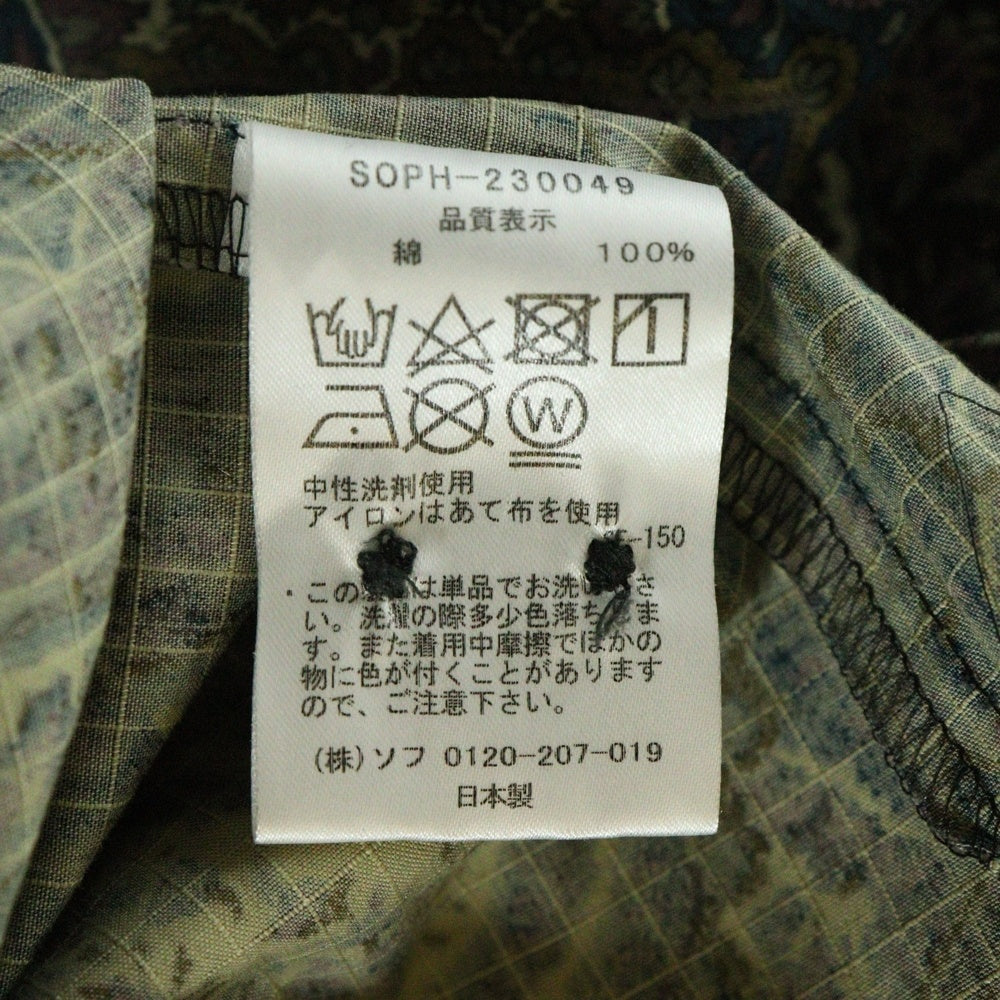 SOPH-230049
品質表示
綿 100%
W
中性洗剤使用
アイロンはあて布を使用
-150
・この は単品でお洗い さ
い。洗濯の際多少色落ち ま
す。また着用中摩擦でほかの
物に色が付くことがあります
ので、ご注意下さい。
(株)ソフ 0120-207-019
日本製